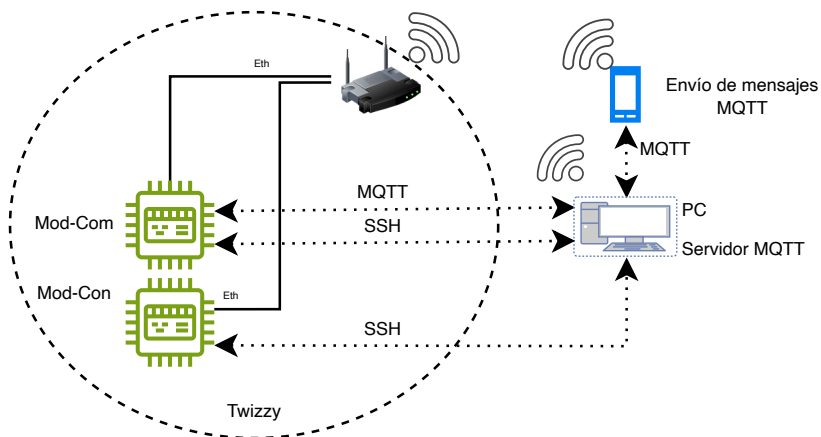 Eth
Envío de mensajes
MQTT
MQTT
Mod-Com
MQTT
PC
SSH
Servidor MQTT
Mod-Con
Eth
SSH
Twizzy